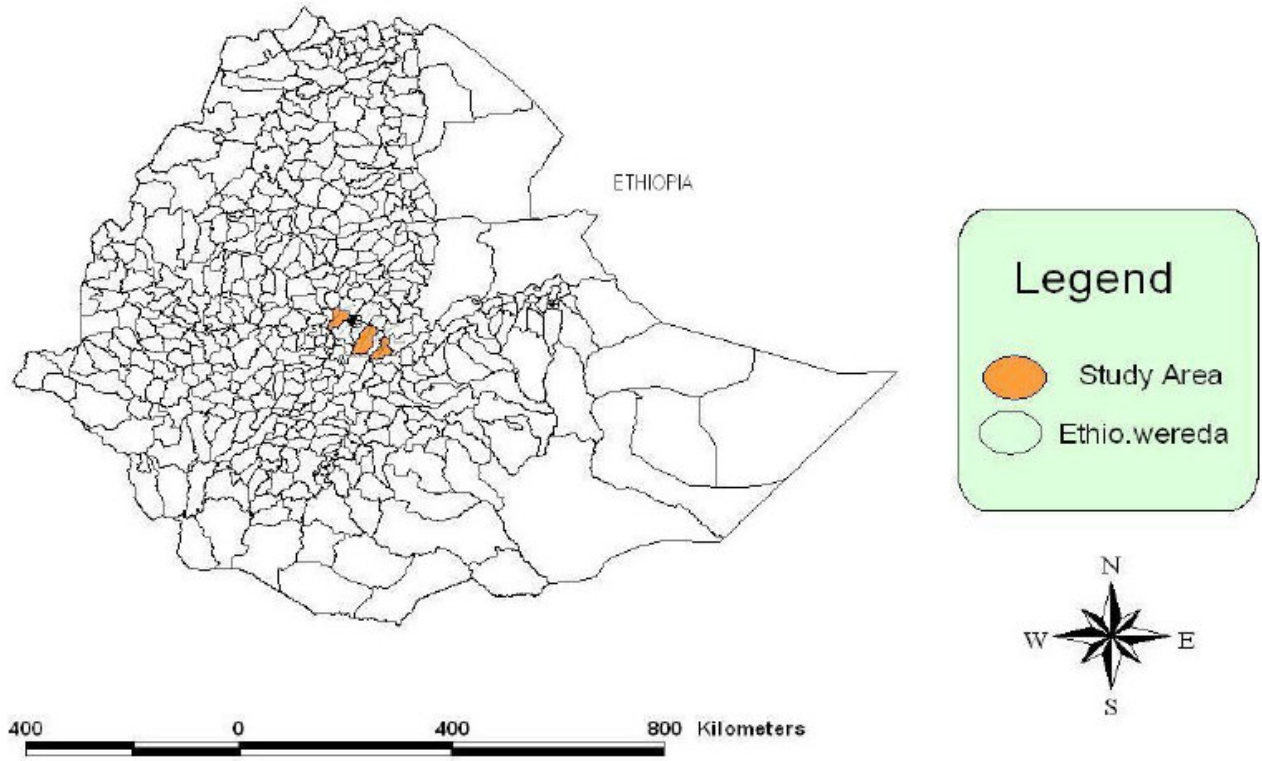 ETHIOPIA
Legend
Study Area
Ethio.wereda
N
W E
S
400 0 400 800 Kilometers